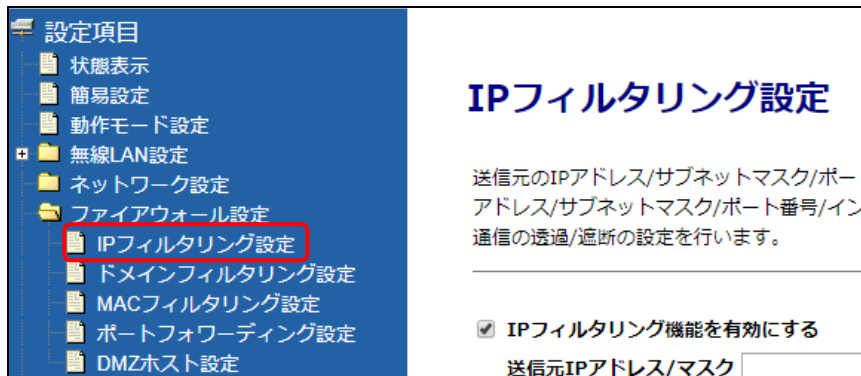 設定項目
状態表示
簡易設定
動作モード設定
無線LAN設定
ネットワーク設定
ファイアウォール設定
IPフィルタリング設定
ドメインフィルタリング設定
MACフィルタリング設定
ポートフォワーディング設定
DMZホスト設定
IPフィルタリング設定
送信元のIPアドレス/サブネットマスク/ポー
アドレス/サブネットマスク/ポート番号/イン
通信の透過/遮断の設定を行います。
IPフィルタリング機能を有効にする
送信元IPアドレス/マスク